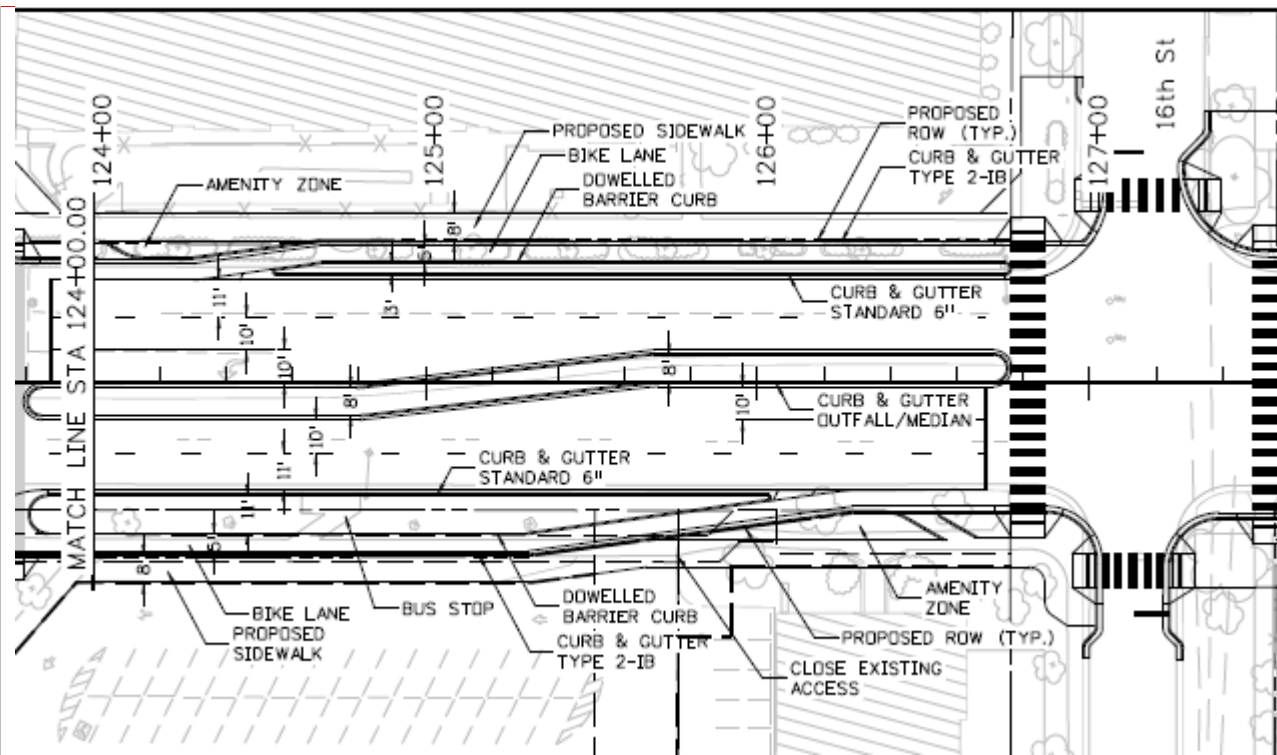 124+00
125+00
126+00
127+00
16th St
PROPOSED SIDEWALK
BIKE LANE
DOWELLED
BARRIER CURB
PROPOSED
ROW (TYP.)
CURB & GUTTER
TYPE 2-IB
AMENITY ZONE
MATCH LINE STA 124+00.00
8'
5'
3'
11'
10'
10'
CURB & GUTTER
STANDARD 6"
8'
8'
10'
10'
11'
CURB & GUTTER
OUTFALL/MEDIAN
CURB & GUTTER
STANDARD 6"
11'
5'
8'
BIKE LANE
PROPOSED
SIDEWALK
BUS STOP
DOWELLED
BARRIER CURB
CURB & GUTTER
TYPE 2-IB
AMENITY
ZONE
PROPOSED ROW (TYP.)
CLOSE EXISTING
ACCESS